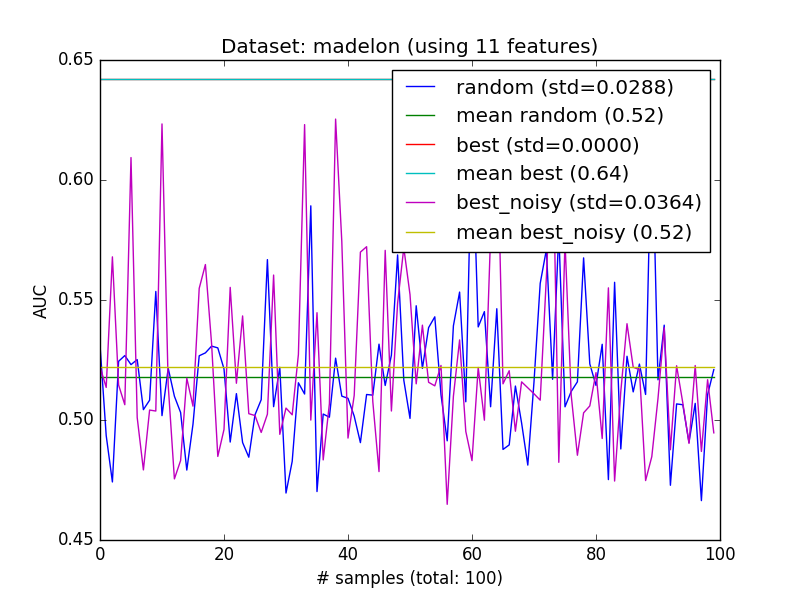 Dataset: madelon (using 11 features)
0.65
0.60
0.55
0.50
0.45
AUC
random (std=0.0288)
mean random (0.52)
best (std=0.0000)
mean best (0.64)
best_noisy (std=0.0364)
mean best_noisy (0.52)
0 20 40 60 80 100
# samples (total: 100)